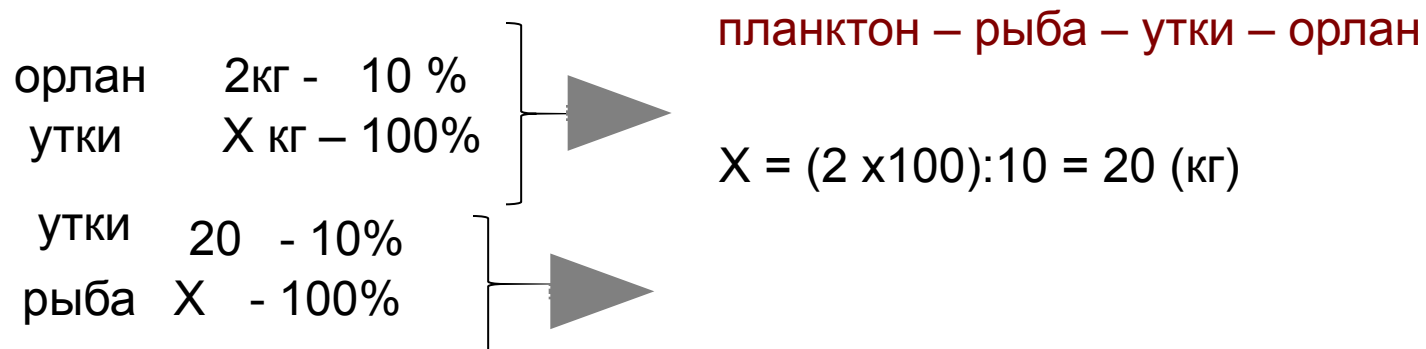 планктон – рыба – утки – орлан
орлан 2кг - 10 %
утки Х кг – 100%
Х = (2 х100):10 = 20 (кг)
утки 20 - 10%
рыба Х - 100%